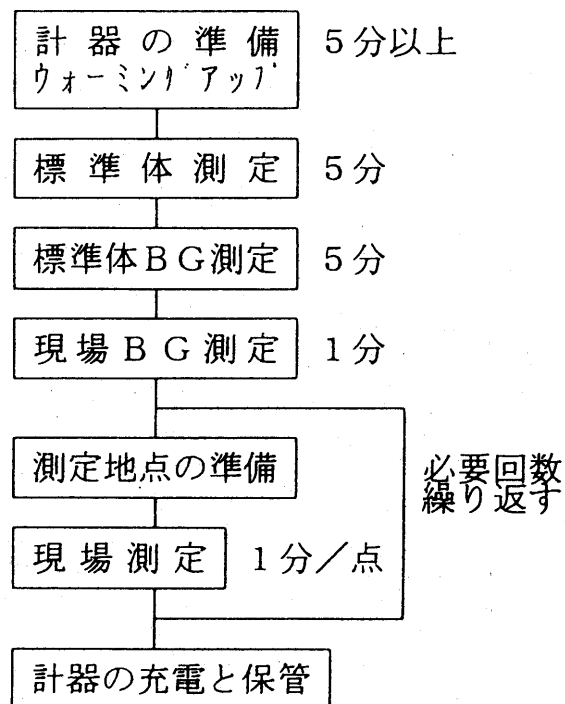 計器の準備 5分以上
ウォーミングアップ
標準体測定 5分
標準体BG測定 5分
現場BG測定 1分
測定地点の準備
必要回数
繰り返す
現場測定 1分／点
計器の充電と保管